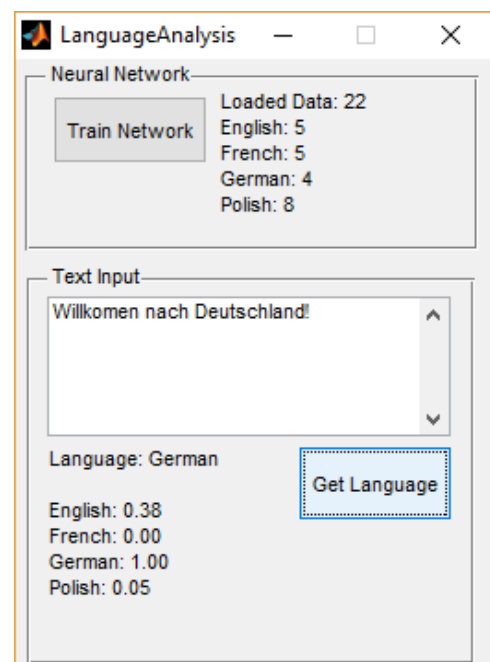 LanguageAnalysis
Neural Network
Train Network
Loaded Data: 22
English: 5
French: 5
German: 4
Polish: 8
Text Input
Willkomen nach Deutschland!
Language: German
Get Language
English: 0.38
French: 0.00
German: 1.00
Polish: 0.05